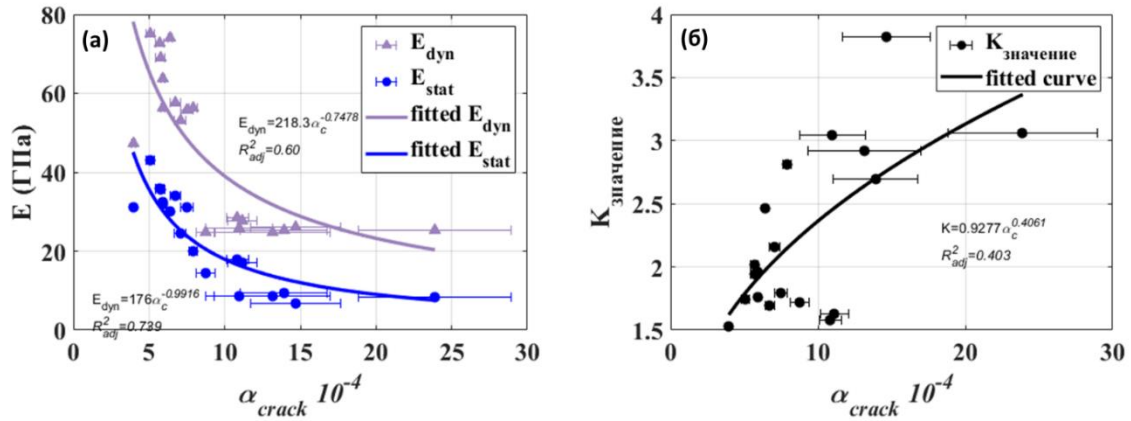 (а)
E_dyn
E_stat
fitted E_dyn
fitted E_stat
E_dyn=218.3α_c^-0.7478
R²_adj=0.60
E_dyn=176α_c^-0.9916
R²_adj=0.739
E (ГПа)
80
60
40
20
0
0 5 10 15 20 25 30
α_crack 10^-4
(б)
K_значение
fitted curve
K=0.9277α_c^0.4061
R²_adj=0.403
K_значение
4
3.5
3
2.5
2
1.5
0 10 20 30
α_crack 10^-4